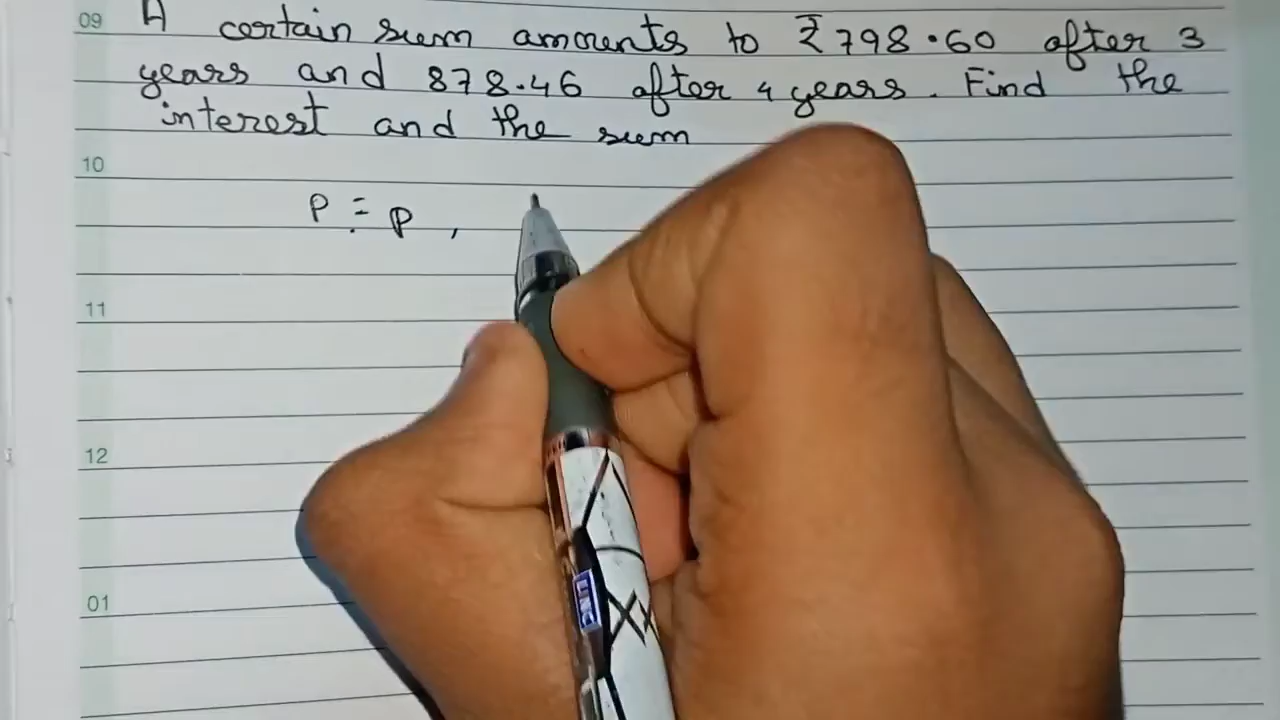 09 A certain sum amounts to ₹798.60 after 3
years and 878.46 after 4 years. Find the
interest and the sum
10
P = P ,
11
12
01
LINC